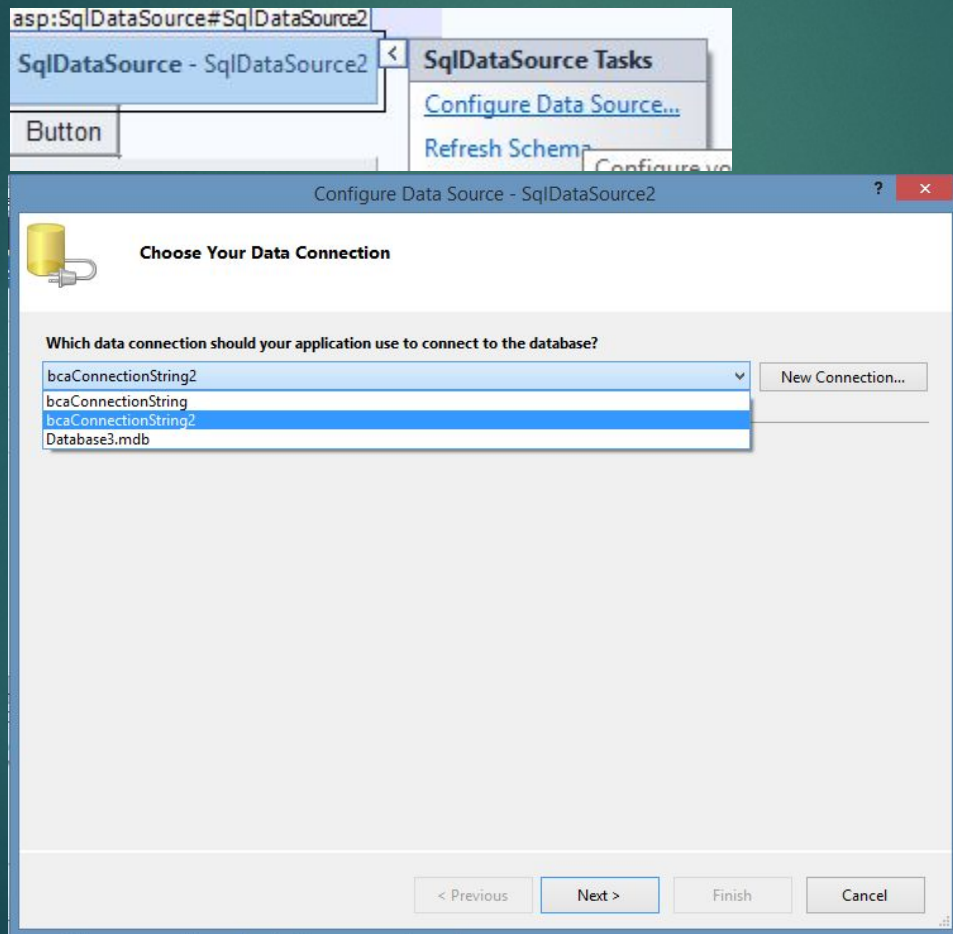 asp:SqlDataSource#SqlDataSource2
SqlDataSource - SqlDataSource2
<
SqlDataSource Tasks
Configure Data Source...
Button
Refresh Schema
Configure
Configure Data Source - SqlDataSource2
?
×
Choose Your Data Connection
Which data connection should your application use to connect to the database?
bcaConnectionString2
New Connection...
bcaConnectionString
bcaConnectionString2
Database3.mdb
< Previous
Next >
Finish
Cancel